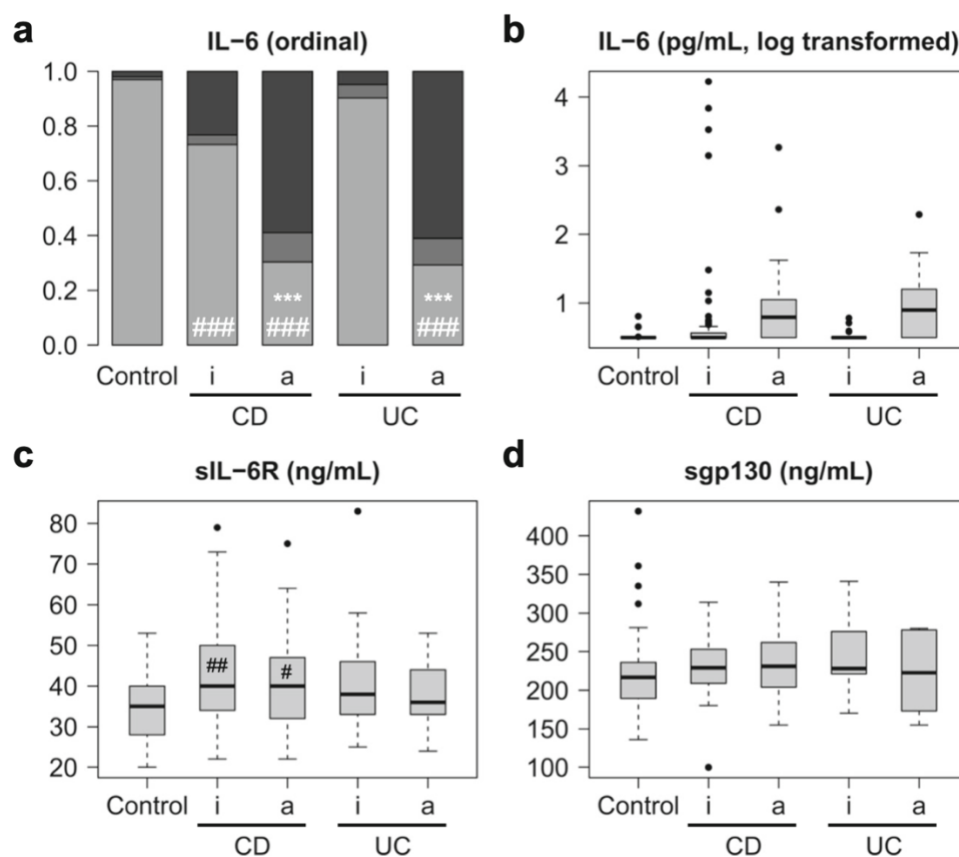 a
IL−6 (ordinal)
1.0
0.8
0.6
0.4
0.2
0.0
***
***
###
###
###
Control
i
a
i
a
CD
UC
b
IL−6 (pg/mL, log transformed)
4
3
2
1
Control
i
a
i
a
CD
UC
c
sIL−6R (ng/mL)
80
70
60
50
40
30
20
##
#
Control
i
a
i
a
CD
UC
d
sgp130 (ng/mL)
400
350
300
250
200
150
100
Control
i
a
i
a
CD
UC